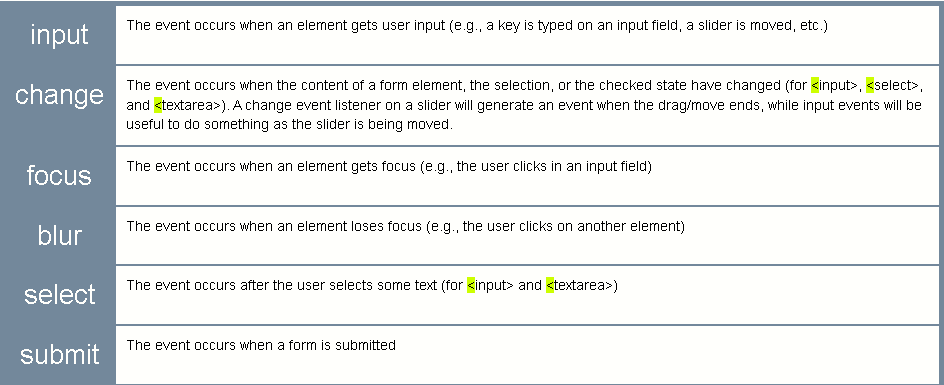 input
The event occurs when an element gets user input (e.g., a key is typed on an input field, a slider is moved, etc.)
change
The event occurs when the content of a form element, the selection, or the checked state have changed (for <input>, <select>,
and <textarea>). A change event listener on a slider will generate an event when the drag/move ends, while input events will be
useful to do something as the slider is being moved.
focus
The event occurs when an element gets focus (e.g., the user clicks in an input field)
blur
The event occurs when an element loses focus (e.g., the user clicks on another element)
select
The event occurs after the user selects some text (for <input> and <textarea>)
submit
The event occurs when a form is submitted